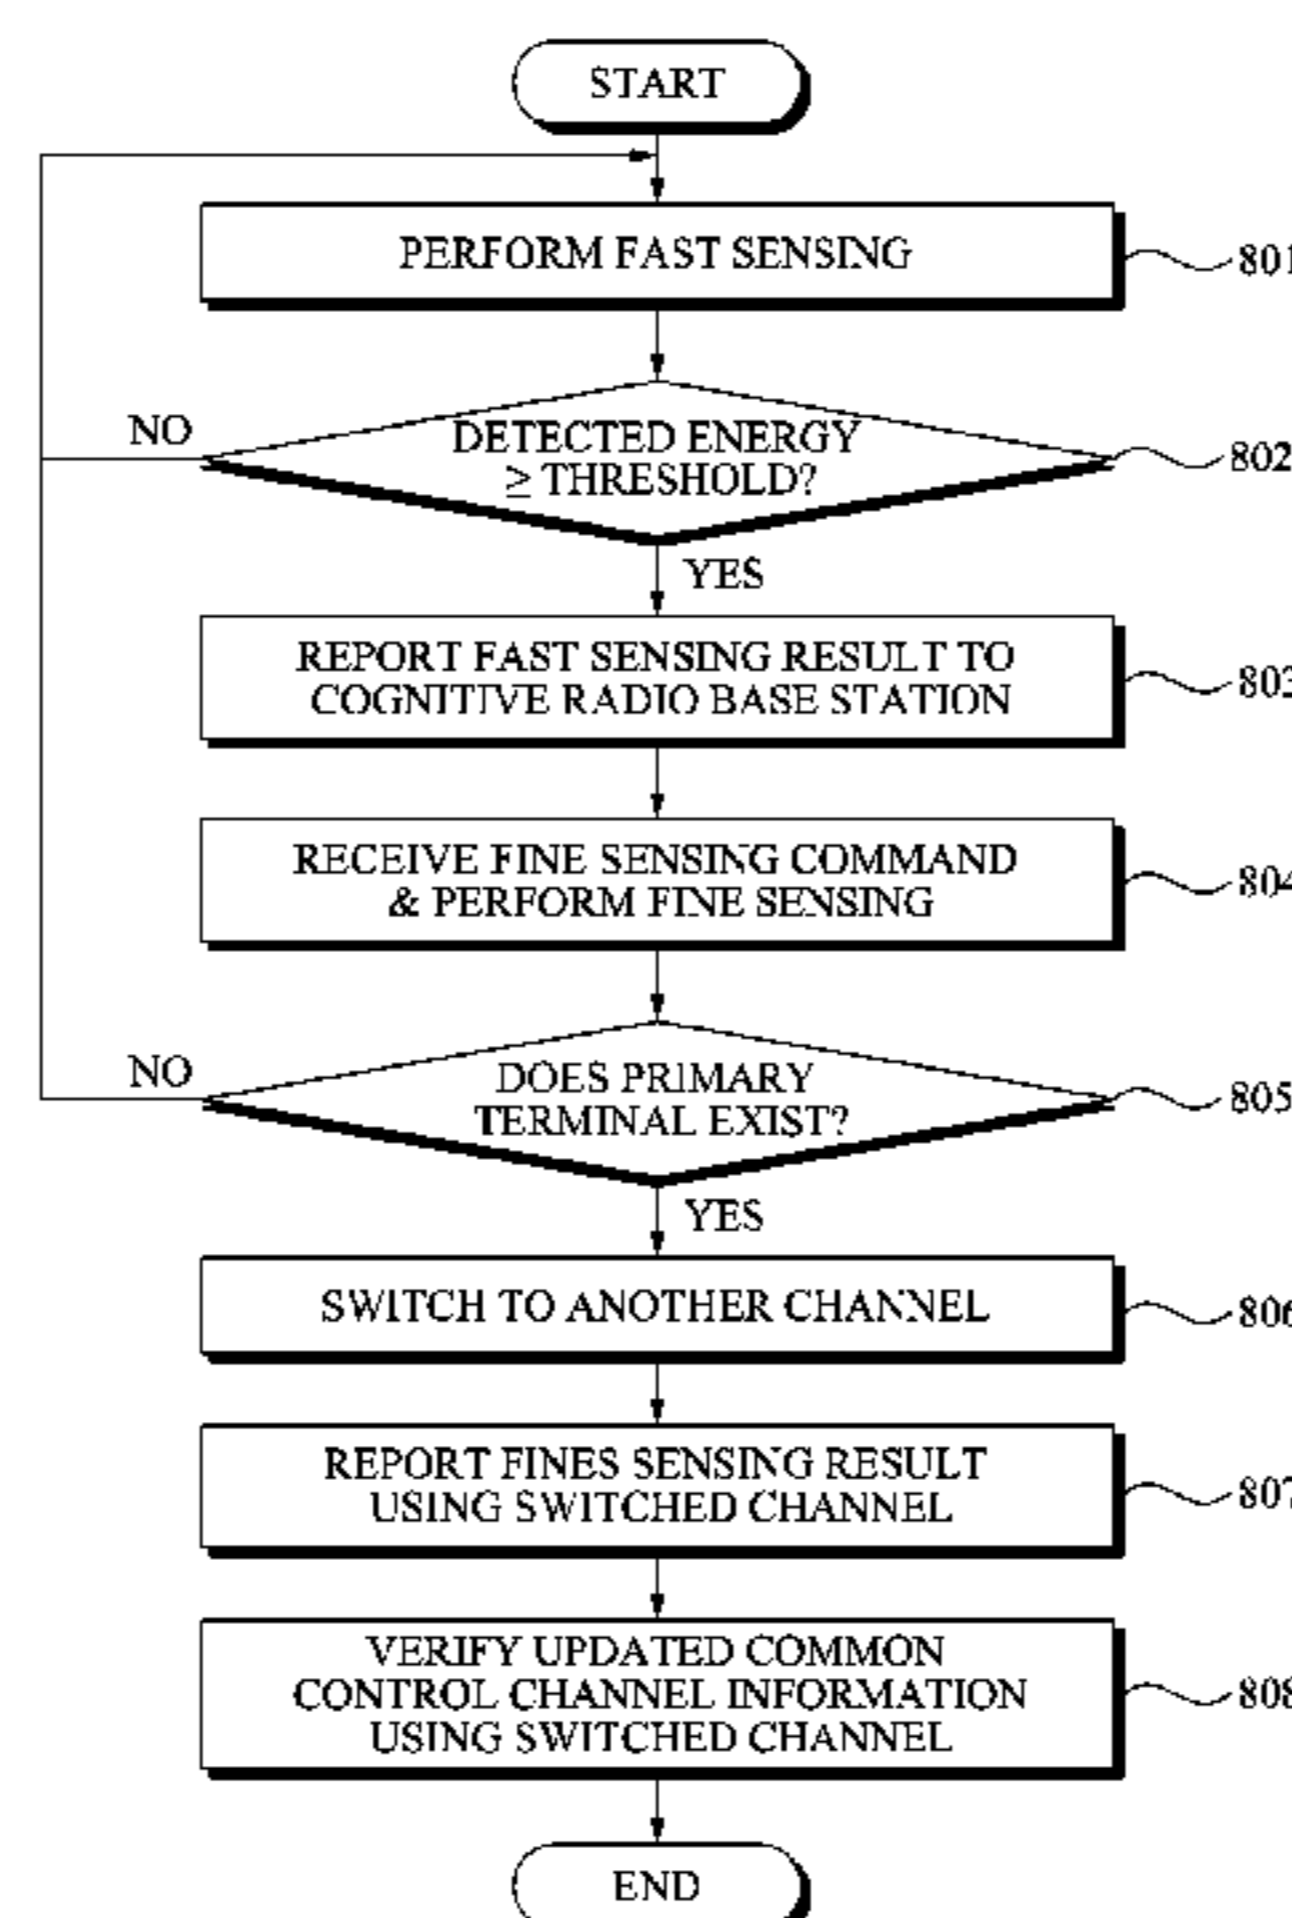 START
PERFORM FAST SENSING
801
NO
DETECTED ENERGY
≥ THRESHOLD?
802
YES
REPORT FAST SENSING RESULT TO
COGNITIVE RADIO BASE STATION
803
RECEIVE FINE SENSING COMMAND
& PERFORM FINE SENSING
804
NO
DOES PRIMARY
TERMINAL EXIST?
805
YES
SWITCH TO ANOTHER CHANNEL
806
REPORT FINES SENSING RESULT
USING SWITCHED CHANNEL
807
VERIFY UPDATED COMMON
CONTROL CHANNEL INFORMATION
USING SWITCHED CHANNEL
808
END